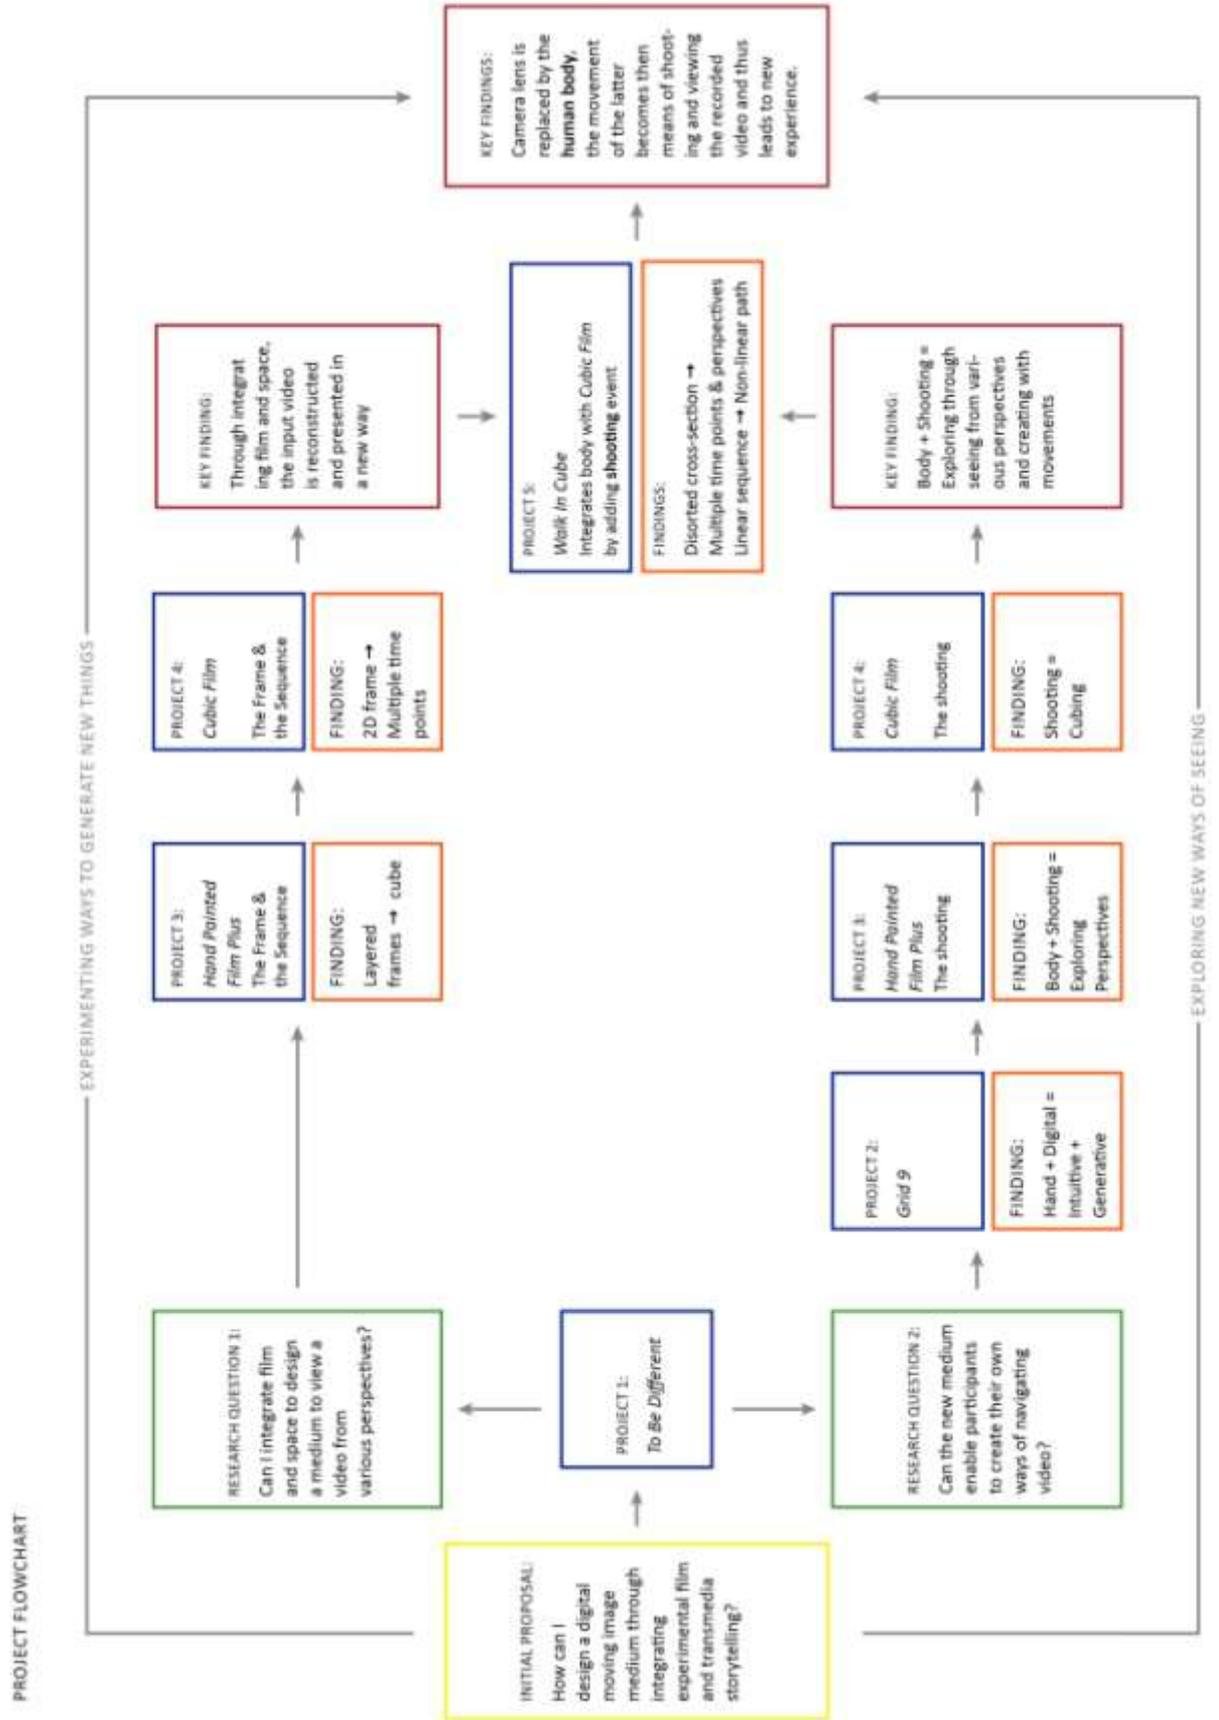 PROJECT FLOWCHART
EXPERIMENTING WAYS TO GENERATE NEW THINGS
INITIAL PROPOSAL:
How can I
design a digital
moving image
medium through
integrating
experimental film
and transmedia
storytelling?
PROJECT 1:
To Be Different
RESEARCH QUESTION 1:
Can I integrate film
and space to design
a medium to view a
video from
various perspectives?
PROJECT 3:
Hand Painted
Film Plus
The Frame &
the Sequence
FINDING:
Layered
frames → cube
PROJECT 4:
Cubic Film
The Frame &
the Sequence
FINDING:
2D frame →
Multiple time
points
KEY FINDING:
Through integrat
ing film and space,
the input video
is reconstructed
and presented in
a new way
RESEARCH QUESTION 2:
Can the new medium
enable participants
to create their own
ways of navigating
video?
PROJECT 2:
Grid 9
FINDING:
Hand + Digital =
Intuitive +
Generative
PROJECT 3:
Hand Painted
Film Plus
The shooting
FINDING:
Body + Shooting =
Exploring
Perspectives
PROJECT 4:
Cubic Film
The shooting
FINDING:
Shooting =
Cubing
KEY FINDING:
Body + Shooting =
Exploring through
seeing from vari-
ous perspectives
and creating with
movements
PROJECT 5:
Walk In Cube
Integrates body with Cubic Film
by adding shooting event
FINDINGS:
Disorted cross-section →
Multiple time points & perspectives
Linear sequence → Non-linear path
KEY FINDINGS:
Camera lens is
replaced by the
human body,
the movement
of the latter
becomes then
means of shoot-
ing and viewing
the recorded
video and thus
leads to new
experience.
EXPLORING NEW WAYS OF SEEING